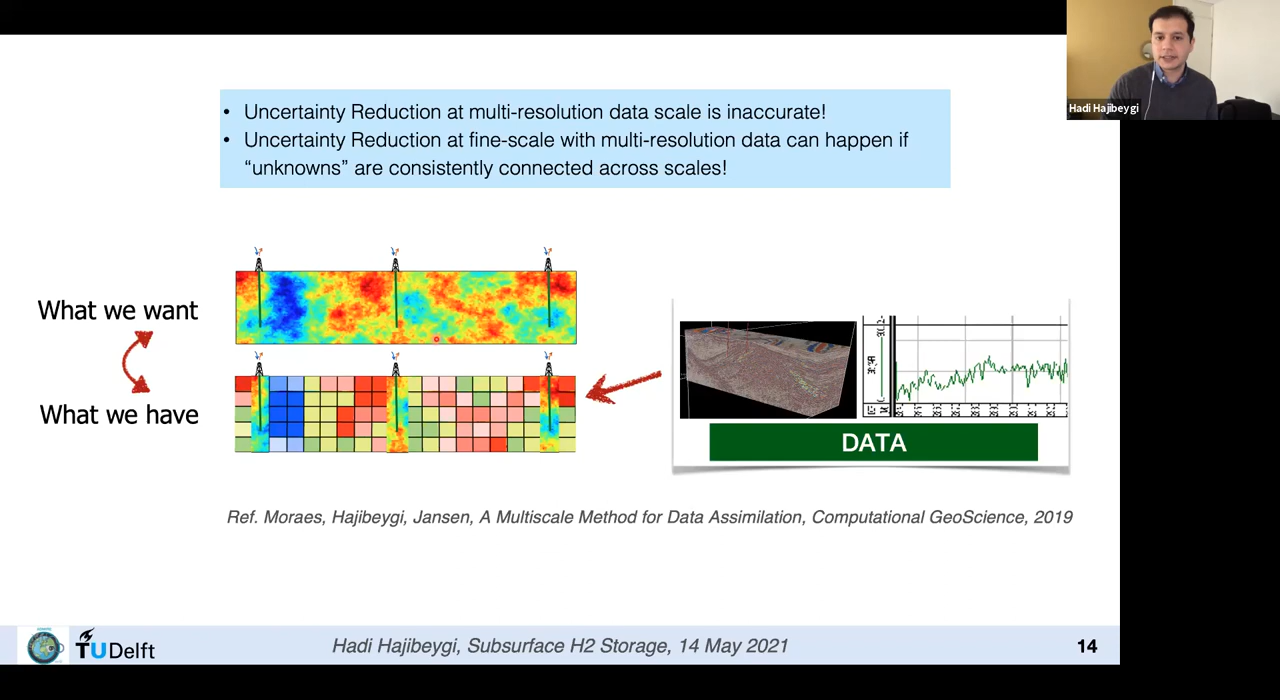 Hadi Hajibeygi
• Uncertainty Reduction at multi-resolution data scale is inaccurate!
• Uncertainty Reduction at fine-scale with multi-resolution data can happen if
“unknowns” are consistently connected across scales!
What we want
What we have
DATA
Ref. Moraes, Hajibeygi, Jansen, A Multiscale Method for Data Assimilation, Computational GeoScience, 2019
TUDelft
Hadi Hajibeygi, Subsurface H2 Storage, 14 May 2021
14